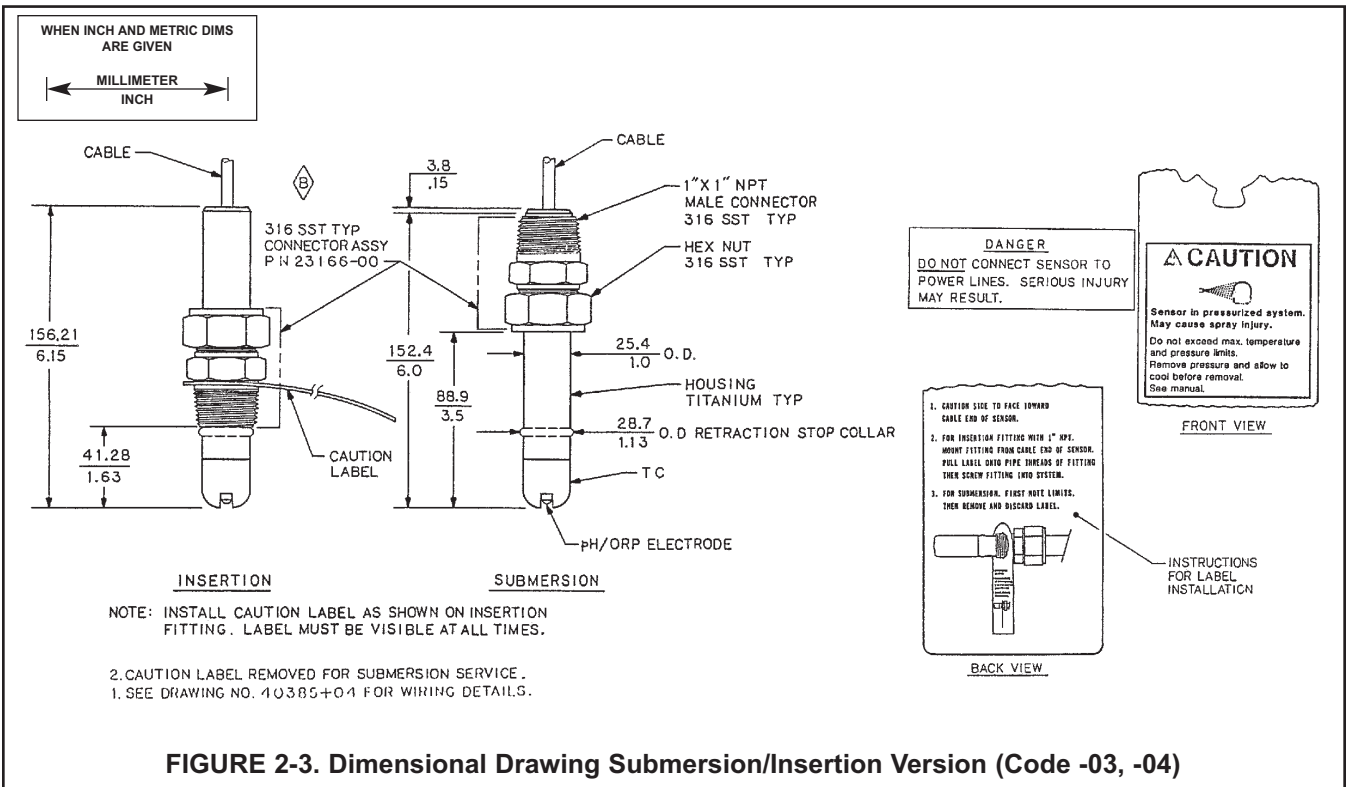 WHEN INCH AND METRIC DIMS
ARE GIVEN
MILLIMETER
INCH
CABLE
B
316 SST TYP
CONNECTOR ASSY
PN 23166-00
156,21
6.15
41.28
1.63
CAUTION
LABEL
INSERTION
3.8
.15
CABLE
1"X 1" NPT
MALE CONNECTOR
316 SST TYP
HEX NUT
316 SST TYP
152.4
6.0
25.4
1.0
O.D.
HOUSING
TITANIUM TYP
88.9
3.5
28.7
1.13
O.D RETRACTION STOP COLLAR
TC
pH/ORP ELECTRODE
SUBMERSION
NOTE: INSTALL CAUTION LABEL AS SHOWN ON INSERTION
FITTING. LABEL MUST BE VISIBLE AT ALL TIMES.
2. CAUTION LABEL REMOVED FOR SUBMERSION SERVICE.
1. SEE DRAWING NO. 40385+04 FOR WIRING DETAILS.
DANGER
DO NOT CONNECT SENSOR TO
POWER LINES. SERIOUS INJURY
MAY RESULT.
CAUTION
Sensor in pressurized system.
May cause spray injury.
Do not exceed max. temperature
and pressure limits.
Remove pressure and allow to
cool before removal.
See manual.
FRONT VIEW
1. CAUTION SIDE TO FACE TOWARD
CABLE END OF SENSOR.
2. FOR INSERTION FITTING WITH 1" NPT.
MOUNT FITTING FROM CABLE END OF SENSOR.
PULL LABEL ONTO PIPE THREADS OF FITTING
THEN SCREW FITTING INTO SYSTEM.
3. FOR SUBMERSION. FIRST NOTE LIMITS,
THEN REMOVE AND DISCARD LABEL.
INSTRUCTIONS
FOR LABEL
INSTALLATION
BACK VIEW
FIGURE 2-3. Dimensional Drawing Submersion/Insertion Version (Code -03, -04)